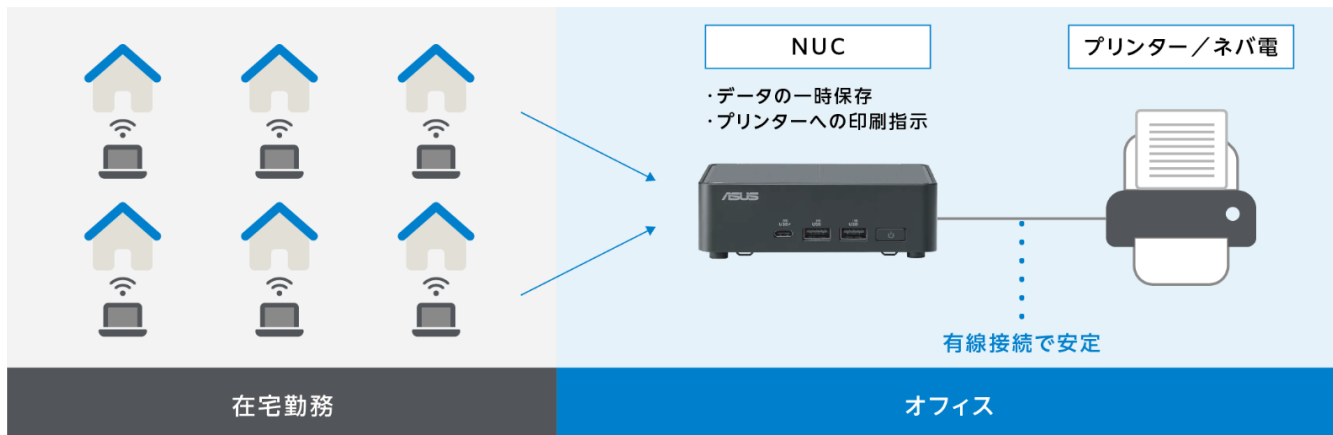 NUC
・データの一時保存
・プリンターへの印刷指示
プリンター／ネバ電
ASUS
有線接続で安定
在宅勤務
オフィス